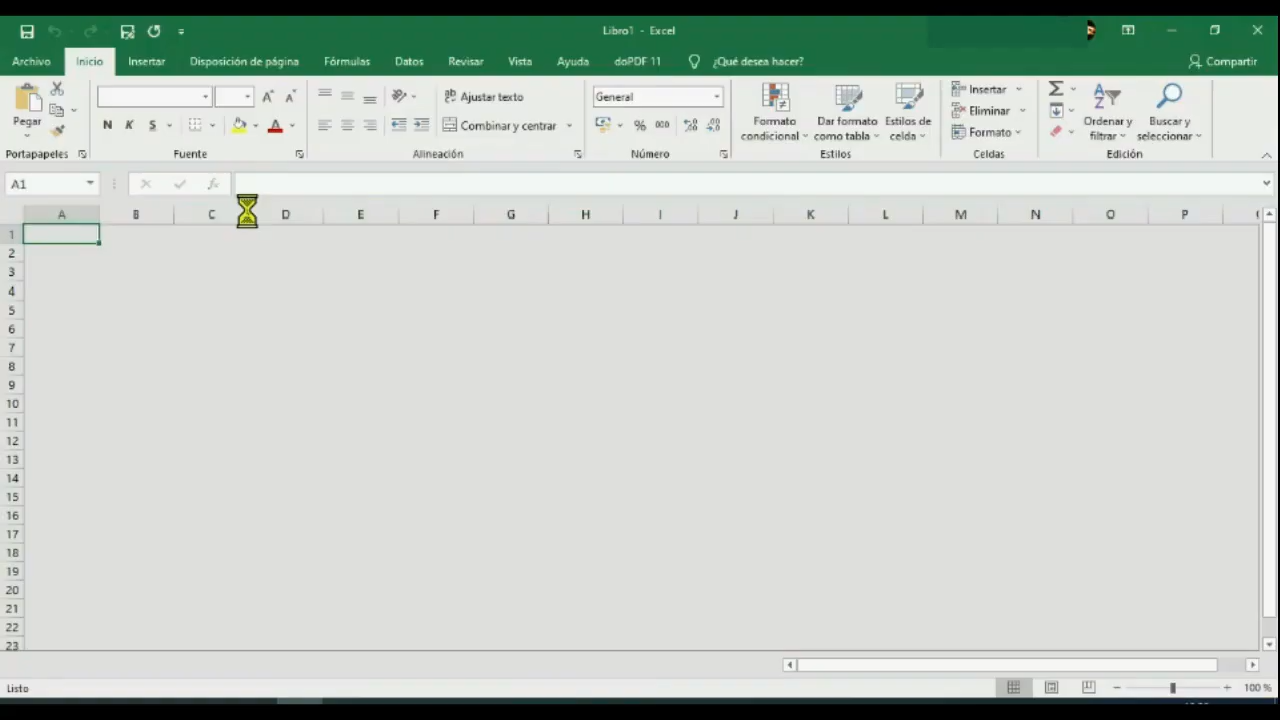 Libro1 - Excel
Archivo Inicio Insertar Disposición de página Fórmulas Datos Revisar Vista Ayuda doPDF 11 ¿Qué desea hacer? Compartir
Pegar
N K S
Ajustar texto
Combinar y centrar
General
% 000
Formato condicional
Dar formato como tabla
Estilos de celda
Insertar
Eliminar
Formato
Ordenar y filtrar
Buscar y seleccionar
Portapapeles Fuente Alineación Número Estilos Celdas Edición
A1 fx
A B C D E F G H I J K L M N O P
1
2
3
4
5
6
7
8
9
10
11
12
13
14
15
16
17
18
19
20
21
22
23
Listo 100 %